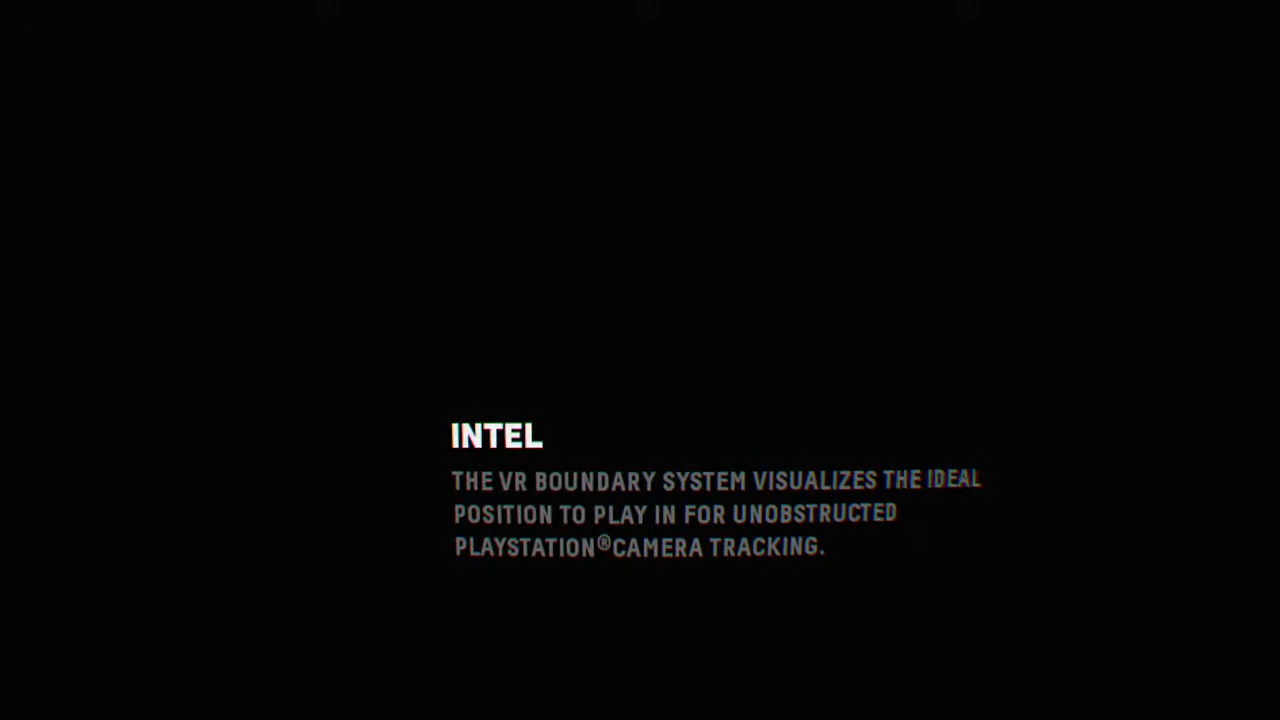 INTEL
THE VR BOUNDARY SYSTEM VISUALIZES THE IDEAL
POSITION TO PLAY IN FOR UNOBSTRUCTED
PLAYSTATION®CAMERA TRACKING.